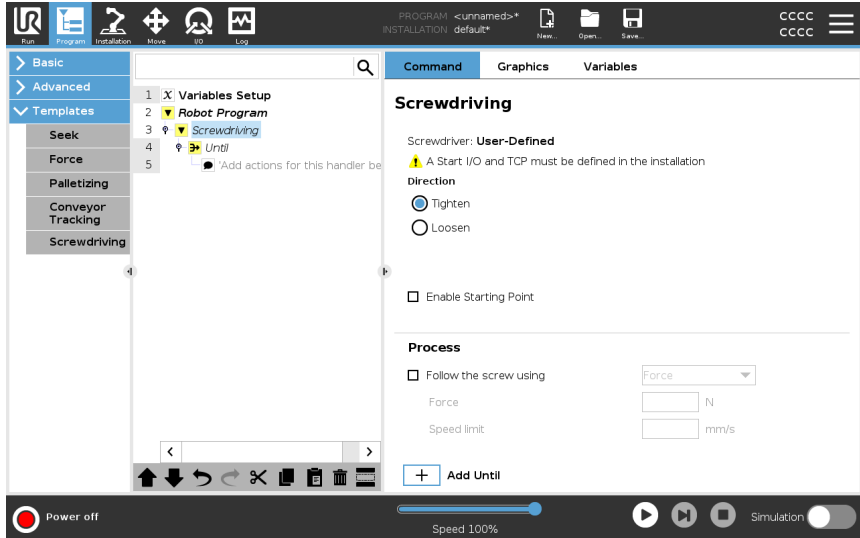 PROGRAM <unnamed>*
INSTALLATION default*
CCCC
CCCC
Run
Program
Installation
Move
I/O
Log
New...
Open...
Save...
Basic
Advanced
Templates
Seek
Force
Palletizing
Conveyor
Tracking
Screwdriving
1 X Variables Setup
2 Robot Program
3 Screwdriving
4 Until
5 'Add actions for this handler be
Command
Graphics
Variables
Screwdriving
Screwdriver: User-Defined
A Start I/O and TCP must be defined in the installation
Direction
Tighten
Loosen
Enable Starting Point
Process
Follow the screw using
Force
Force
N
Speed limit
mm/s
+ Add Until
Power off
Speed 100%
Simulation